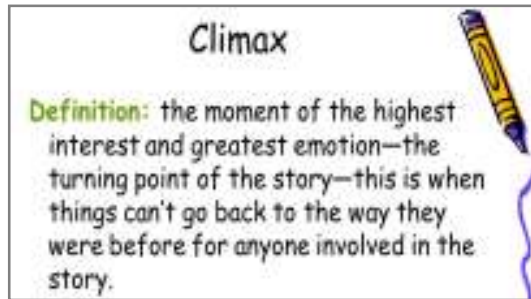 Climax
Definition: the moment of the highest
interest and greatest emotion—the
turning point of the story—this is when
things can't go back to the way they
were before for anyone involved in the
story.